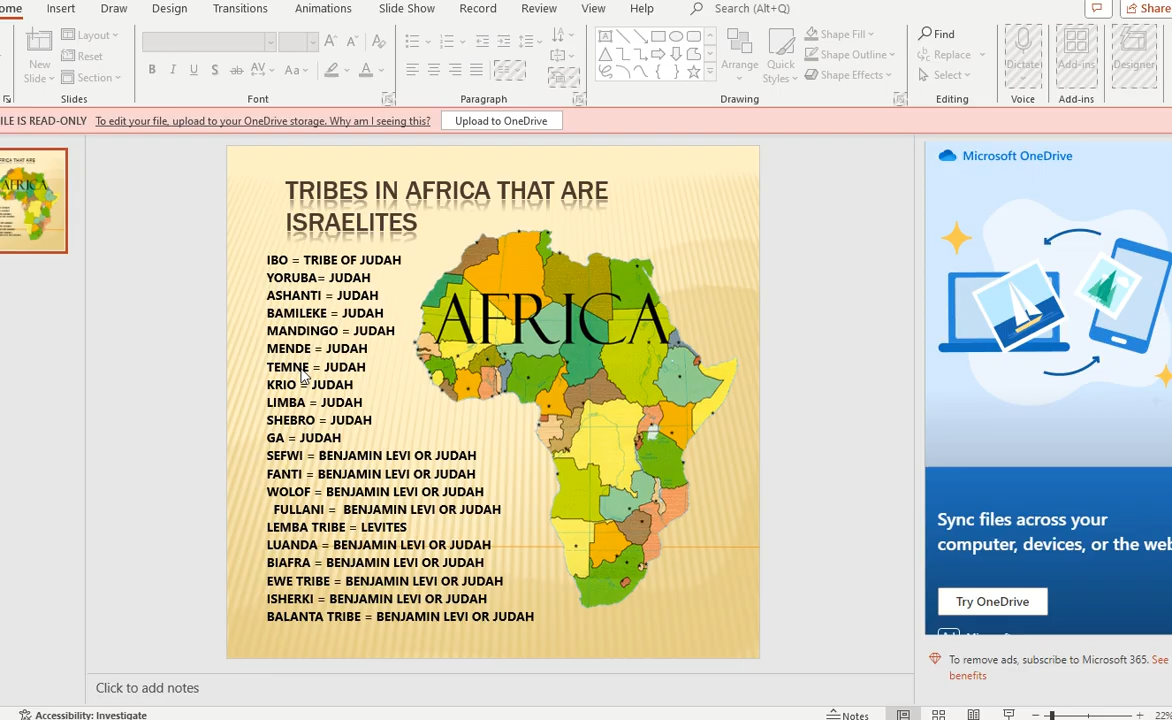 ome Insert Draw Design Transitions Animations Slide Show Record Review View Help Search (Alt+Q) Share
New
Slide
Layout
Reset
Section
B I U S ab AV Aa A
Find
Replace
Select
Arrange
Quick
Styles
Shape Fill
Shape Outline
Shape Effects
Dictate
Add-ins
Designer
Slides Font Paragraph Drawing Editing Voice Add-ins
ILE IS READ-ONLY To edit your file, upload to your OneDrive storage. Why am I seeing this? Upload to OneDrive
TRIBES IN AFRICA THAT ARE
ISRAELITES
IBO = TRIBE OF JUDAH
YORUBA= JUDAH
ASHANTI = JUDAH
BAMILEKE = JUDAH
MANDINGO = JUDAH
MENDE = JUDAH
TEMNE = JUDAH
KRIO = JUDAH
LIMBA = JUDAH
SHEBRO = JUDAH
GA = JUDAH
SEFWI = BENJAMIN LEVI OR JUDAH
FANTI = BENJAMIN LEVI OR JUDAH
WOLOF = BENJAMIN LEVI OR JUDAH
FULLANI = BENJAMIN LEVI OR JUDAH
LEMBA TRIBE = LEVITES
LUANDA = BENJAMIN LEVI OR JUDAH
BIAFRA = BENJAMIN LEVI OR JUDAH
EWE TRIBE = BENJAMIN LEVI OR JUDAH
ISHERKI = BENJAMIN LEVI OR JUDAH
BALANTA TRIBE = BENJAMIN LEVI OR JUDAH
AFRICA
Microsoft OneDrive
Sync files across your
computer, devices, or the web
Try OneDrive
To remove ads, subscribe to Microsoft 365. See
benefits
Click to add notes
Accessibility: Investigate
Notes
22%